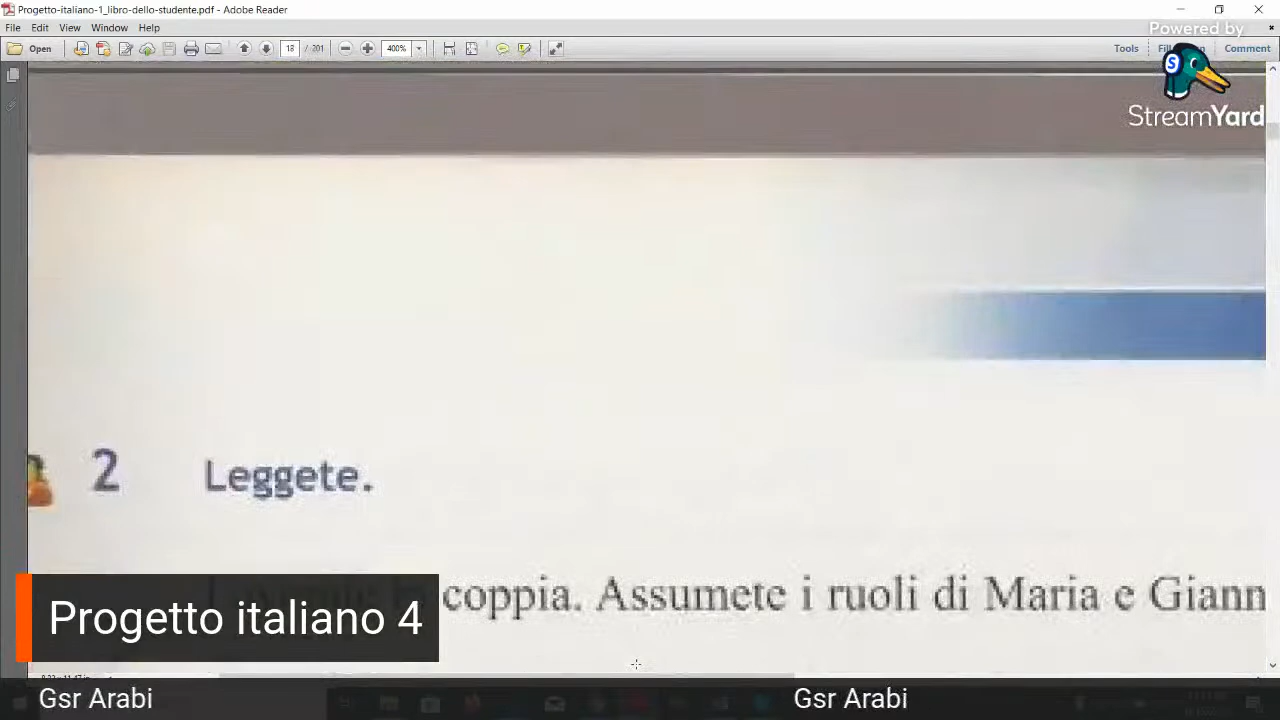 Progetto-italiano-1_libro-dello-studente.pdf - Adobe Reader
File Edit View Window Help
Powered by
Open 18 / 301 400% Tools Comment
S
StreamYard
2 Leggete.
coppia. Assumete i ruoli di Maria e Giann
Progetto italiano 4
Gsr Arabi Gsr Arabi